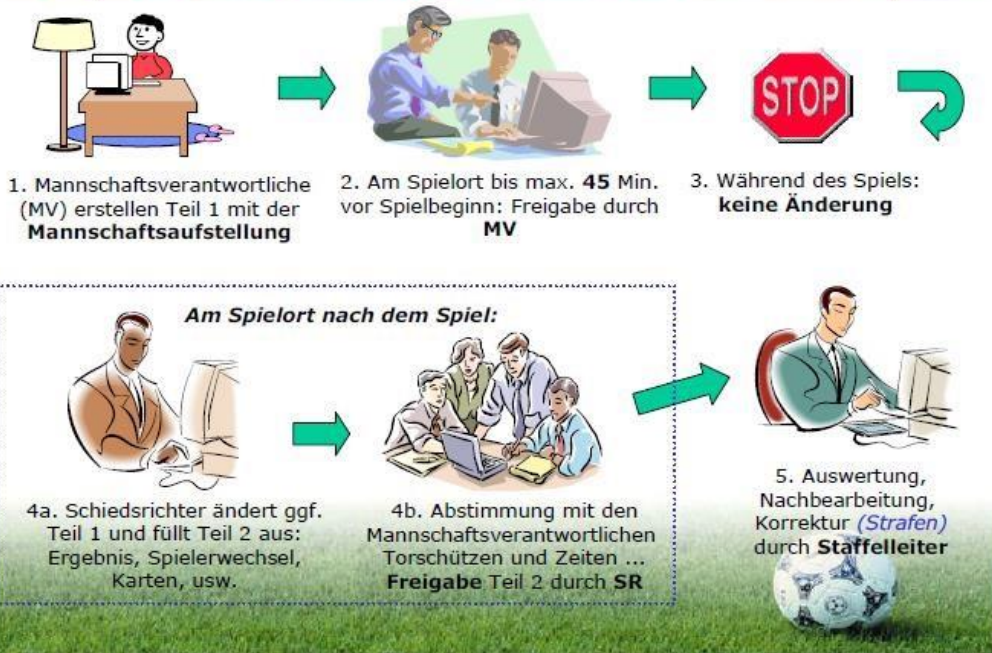 1. Mannschaftsverantwortliche
(MV) erstellen Teil 1 mit der
Mannschaftsaufstellung
2. Am Spielort bis max. 45 Min.
vor Spielbeginn: Freigabe durch
MV
STOP
3. Während des Spiels:
keine Änderung
Am Spielort nach dem Spiel:
4a. Schiedsrichter ändert ggf.
Teil 1 und füllt Teil 2 aus:
Ergebnis, Spielerwechsel,
Karten, usw.
4b. Abstimmung mit den
Mannschaftsverantwortlichen
Torschützen und Zeiten ...
Freigabe Teil 2 durch SR
5. Auswertung,
Nachbearbeitung,
Korrektur (Strafen)
durch Staffelleiter